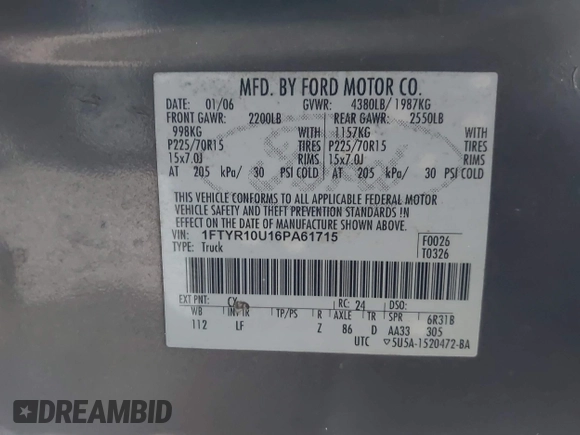 MFD. BY FORD MOTOR CO.
DATE: 01/06 GVWR: 4380LB/1987KG
FRONT GAWR: 2200LB REAR GAWR: 2550LB
998KG WITH 1157KG WITH
P225/70R15 TIRES P225/70R15 TIRES
15x7.0J RIMS 15x7.0J RIMS
AT 205 kPa/ 30 PSI COLD AT 205 kPa/ 30 PSI COLD
THIS VEHICLE CONFORMS TO ALL APPLICABLE FEDERAL MOTOR
VEHICLE SAFETY AND THEFT PREVENTION STANDARDS IN
EFFECT ON THE DATE OF MANUFACTURE SHOWN ABOVE.
VIN: 1FTYR10U16PA61715
TYPE: Truck
F0026
T0326
EXT PNT: CX RC: 24 DSO:
WB INT TR TP/PS R AXLE TR SPR 6R31B
112 LF Z 86 D AA33 305
UTC ▽5U5A-1520472-BA
DREAMBID